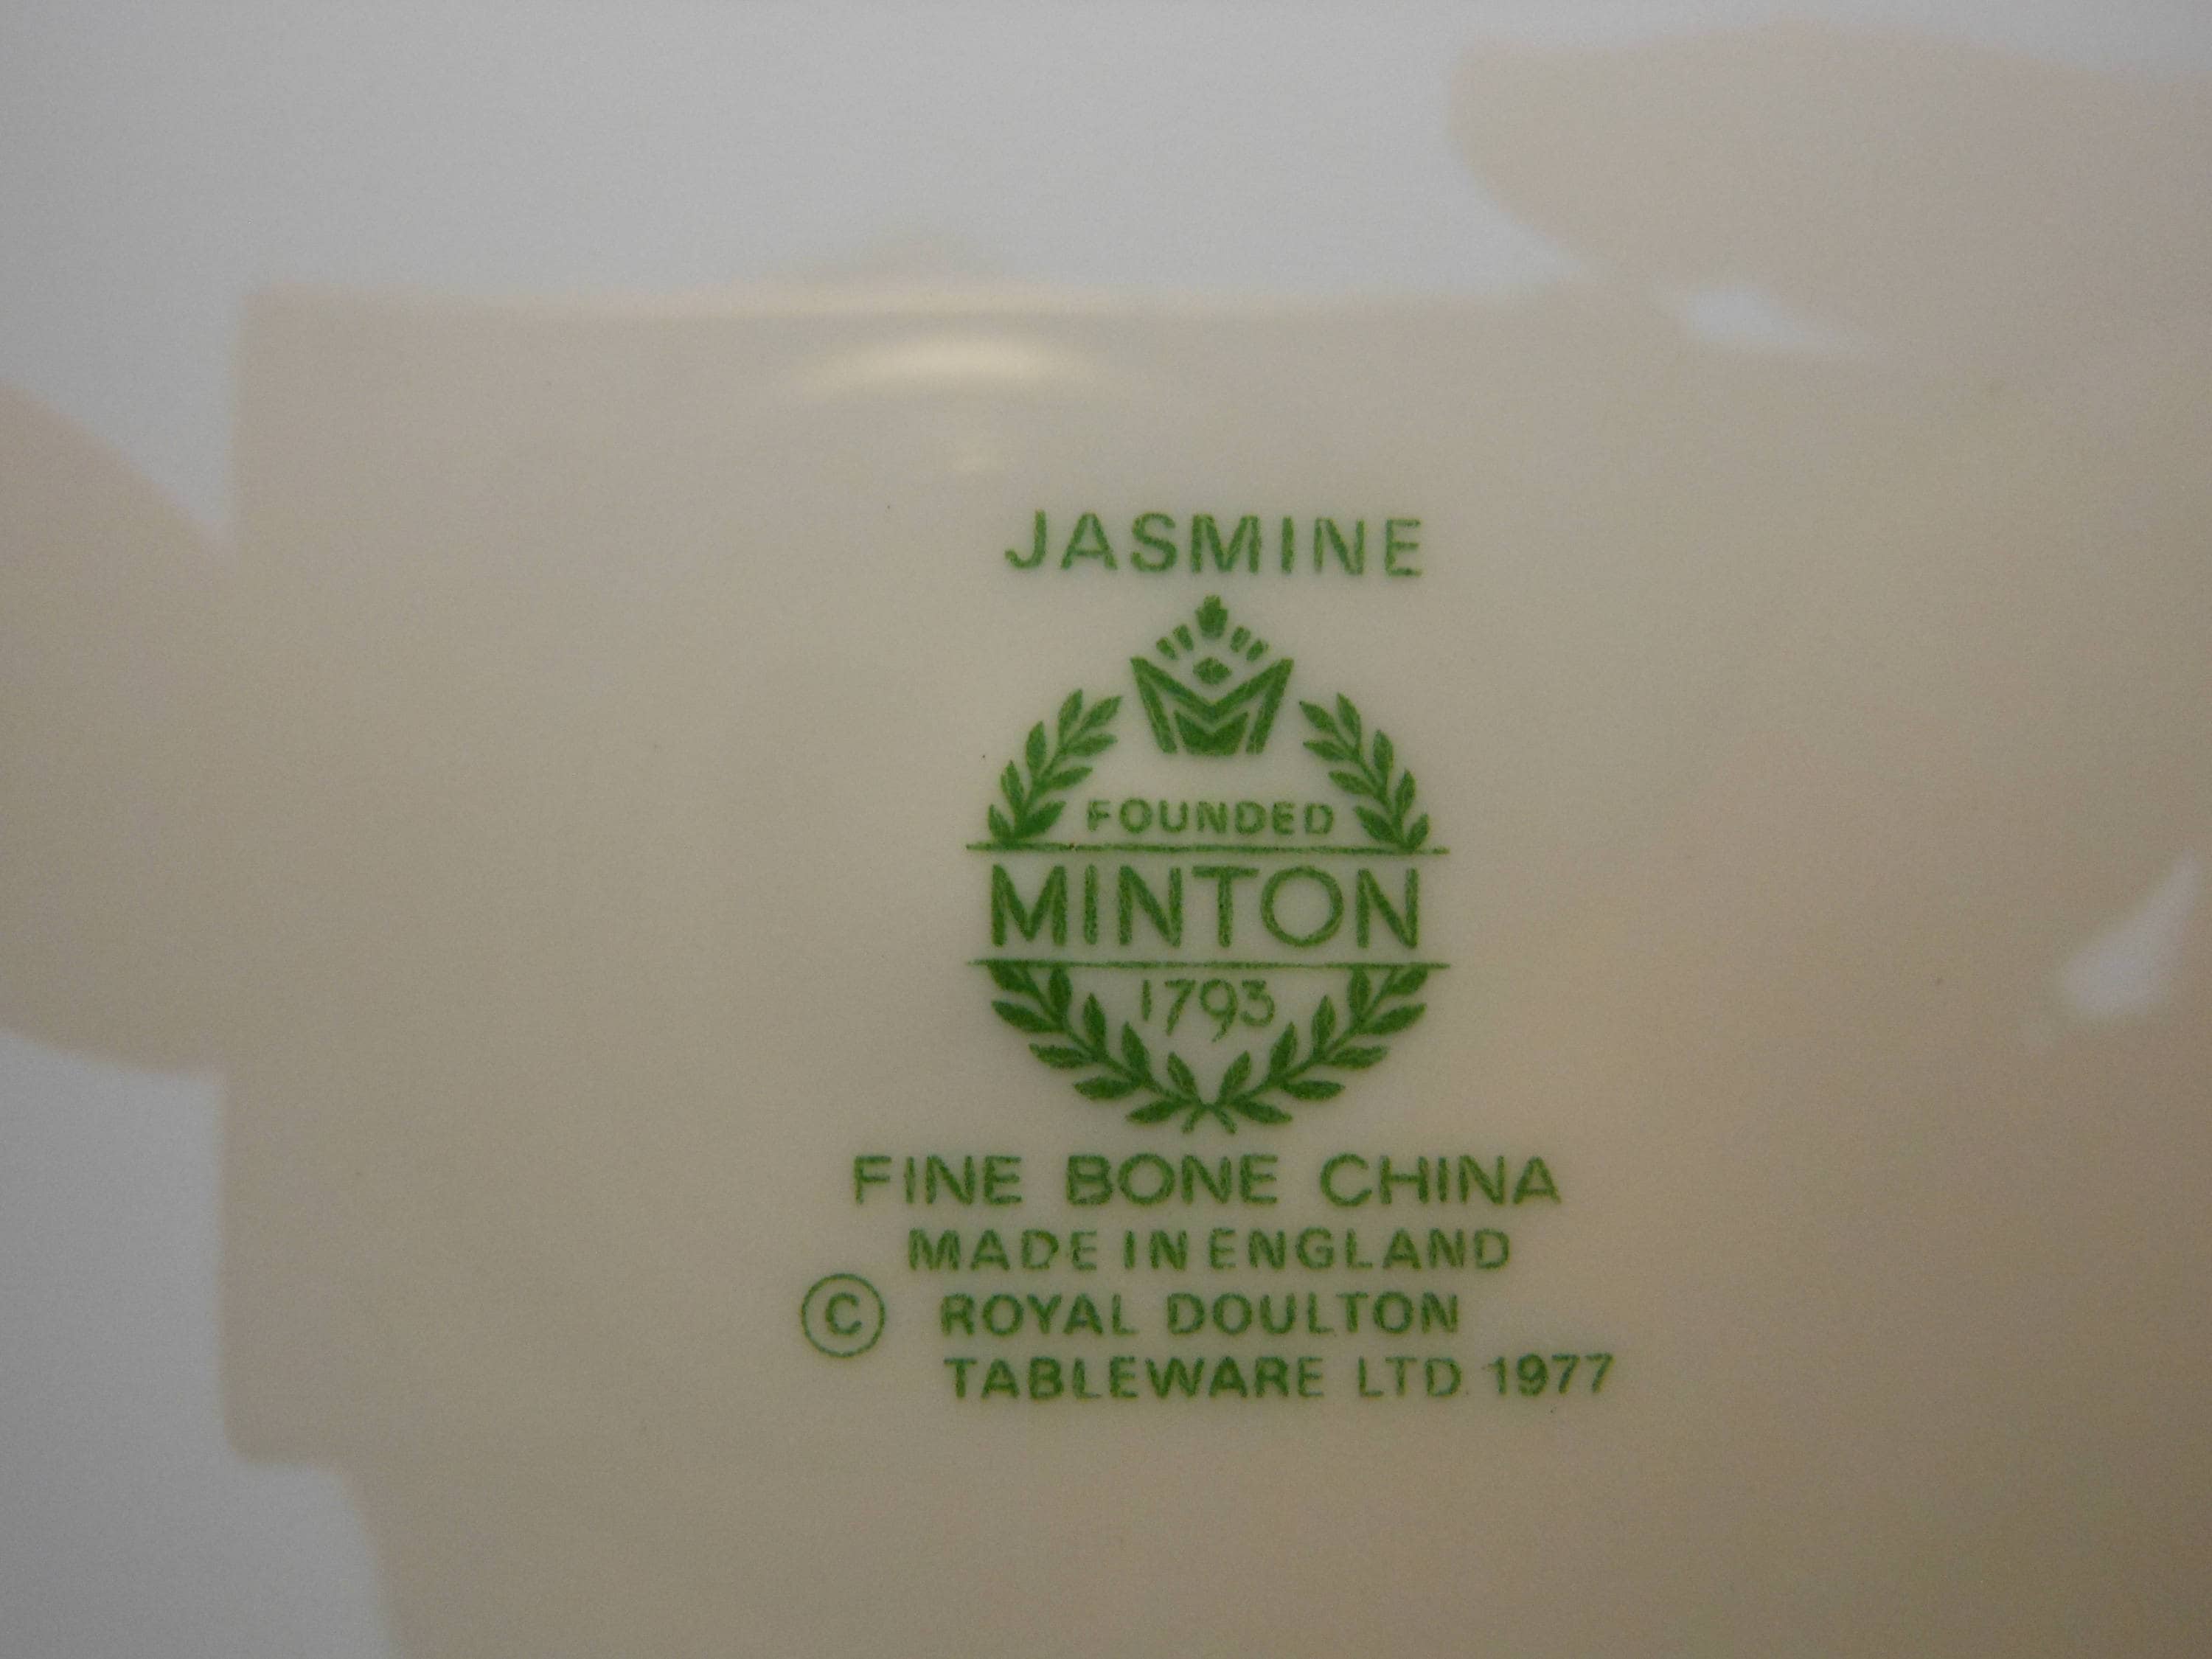 JASMINE
FOUNDED
MINTON
1793
FINE BONE CHINA
MADE IN ENGLAND
© ROYAL DOULTON
TABLEWARE LTD. 1977